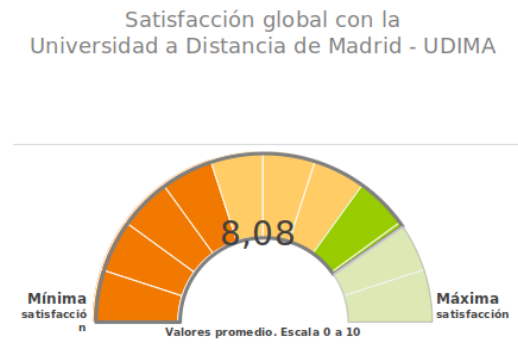 Satisfacción global con la
Universidad a Distancia de Madrid - UDIMA
8,08
Mínima
satisfacció
n
Máxima
satisfacción
Valores promedio. Escala 0 a 10